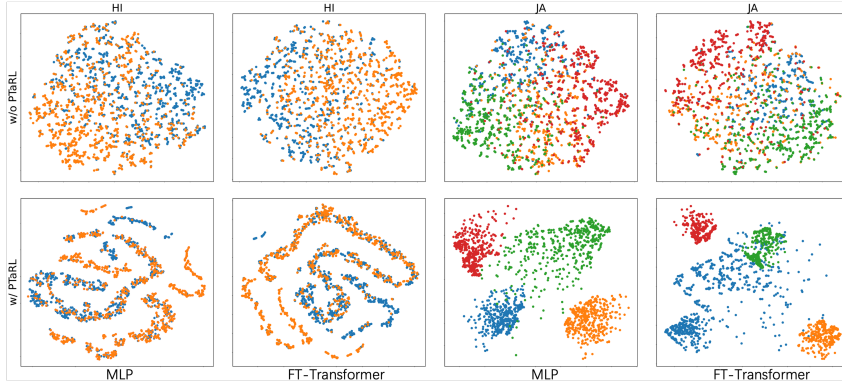 HI
HI
JA
JA
w/o PTaRL
w/ PTaRL
MLP
FT-Transformer
MLP
FT-Transformer